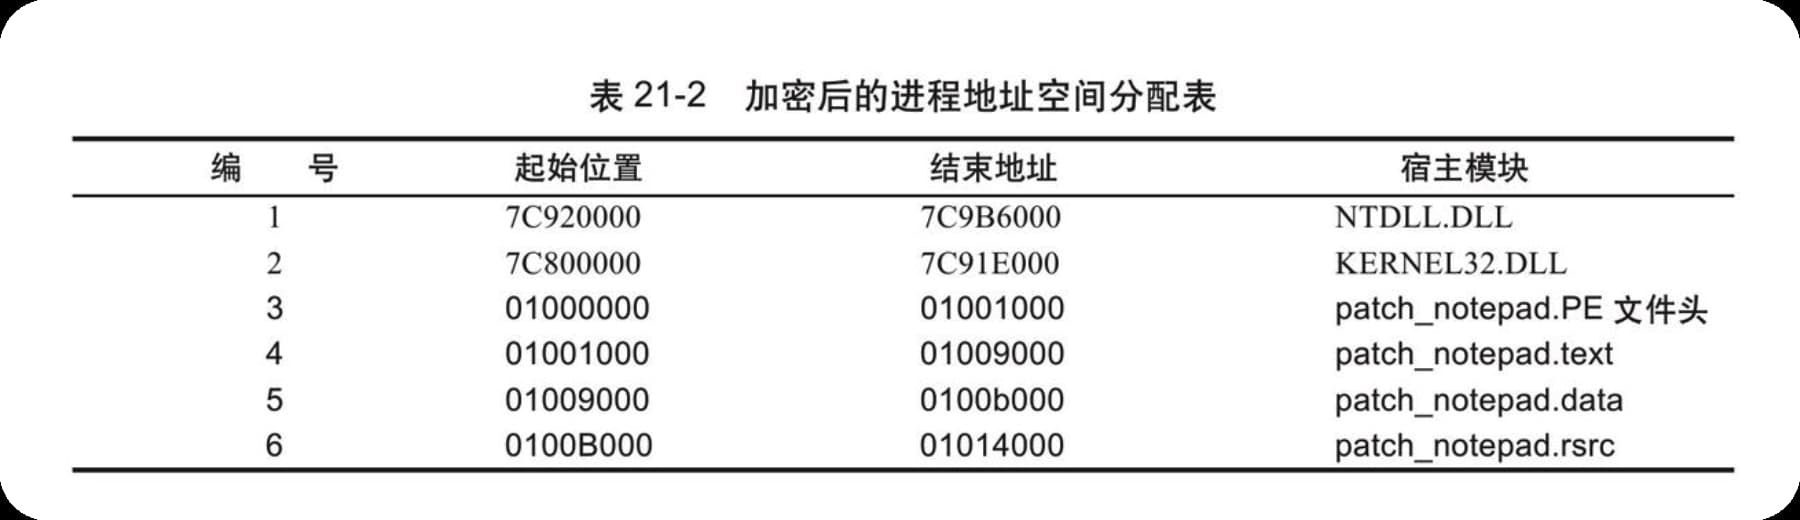 表 21-2 加密后的进程地址空间分配表
编 号 起始位置 结束地址 宿主模块
1 7C920000 7C9B6000 NTDLL.DLL
2 7C800000 7C91E000 KERNEL32.DLL
3 01000000 01001000 patch_notepad.PE 文件头
4 01001000 01009000 patch_notepad.text
5 01009000 0100b000 patch_notepad.data
6 0100B000 01014000 patch_notepad.rsrc